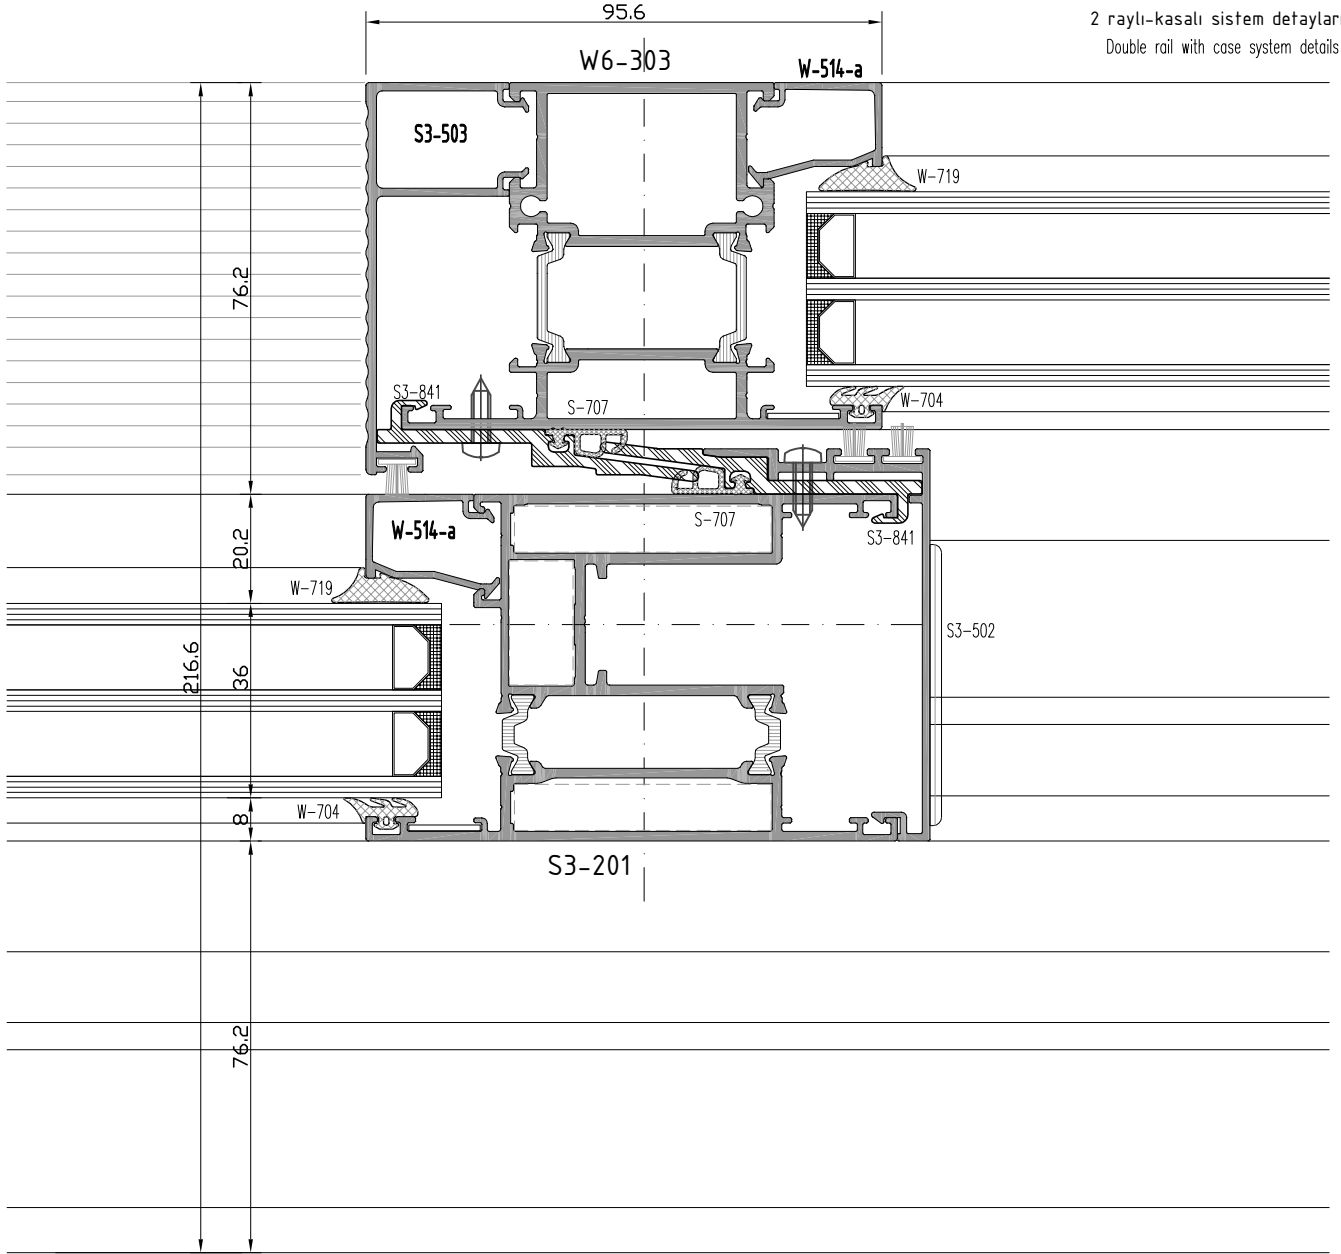 95.6
2 raylı-kasalı sistem detayları
Double rail with case system details
W6-303
W-514-a
S3-503
W-719
76.2
S3-841
S-707
W-704
S-707
W-514-a
S3-841
20.2
W-719
S3-502
216.6
36
W-704
8
S3-201
76.2